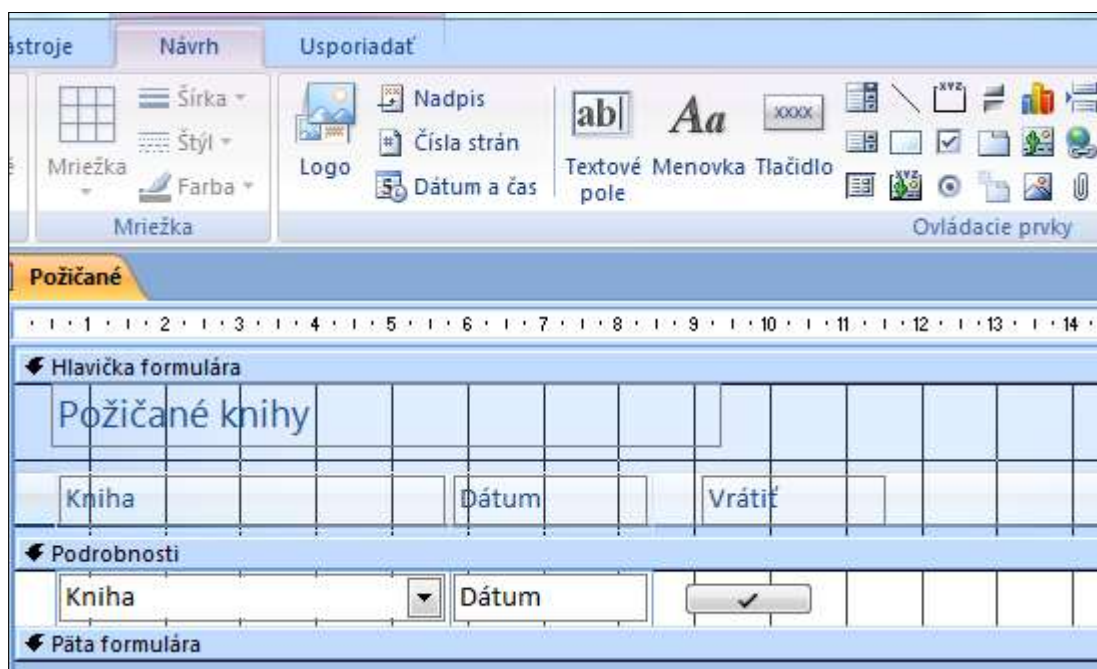 ástroje Návrh Usporiadať
Šírka Nadpis
Štýl Čísla strán
Mriežka Logo Textové pole Menovka Tlačidlo
Farba Dátum a čas
ab| Aa XXXX XYZ
Mriežka Ovládacie prvky
Požičané
1 2 3 4 5 6 7 8 9 10 11 12 13 14
Hlavička formulára
Požičané knihy
Kniha Dátum Vrátiť
Podrobnosti
Kniha Dátum
Päta formulára